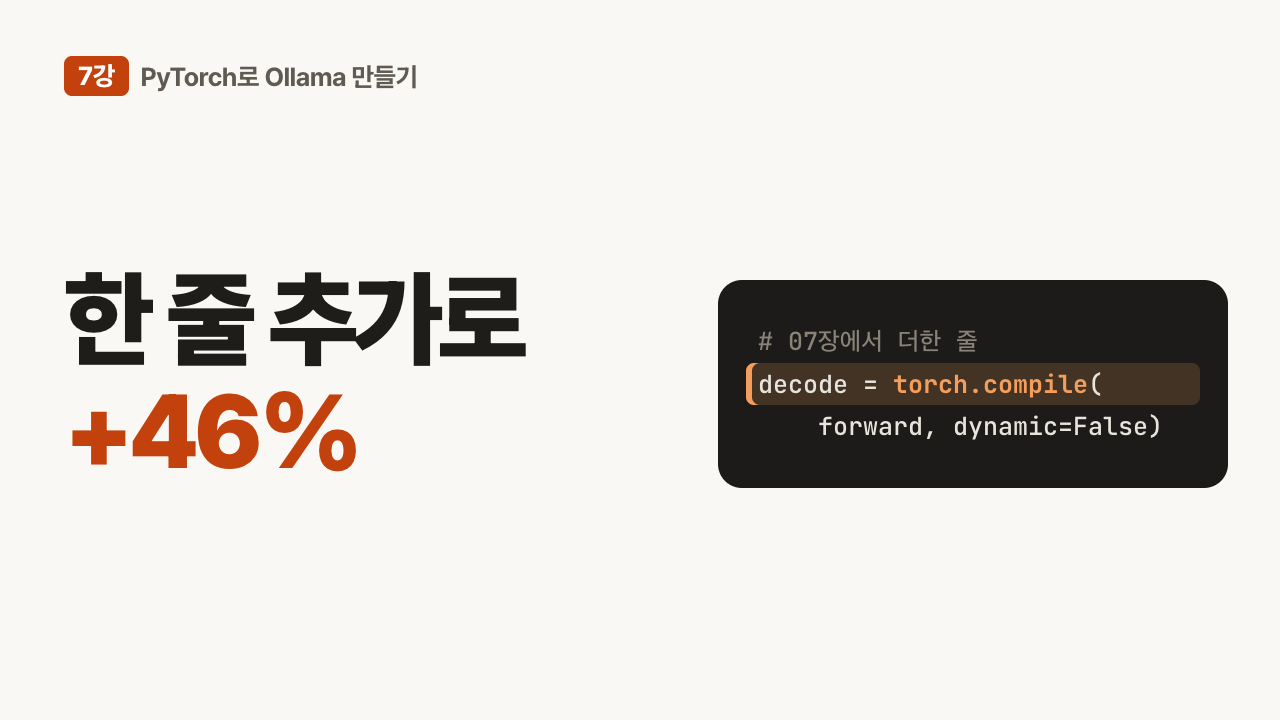 7강 PyTorch로 Ollama 만들기
한 줄 추가로
+46%
# 07장에서 더한 줄
decode = torch.compile(
forward, dynamic=False)